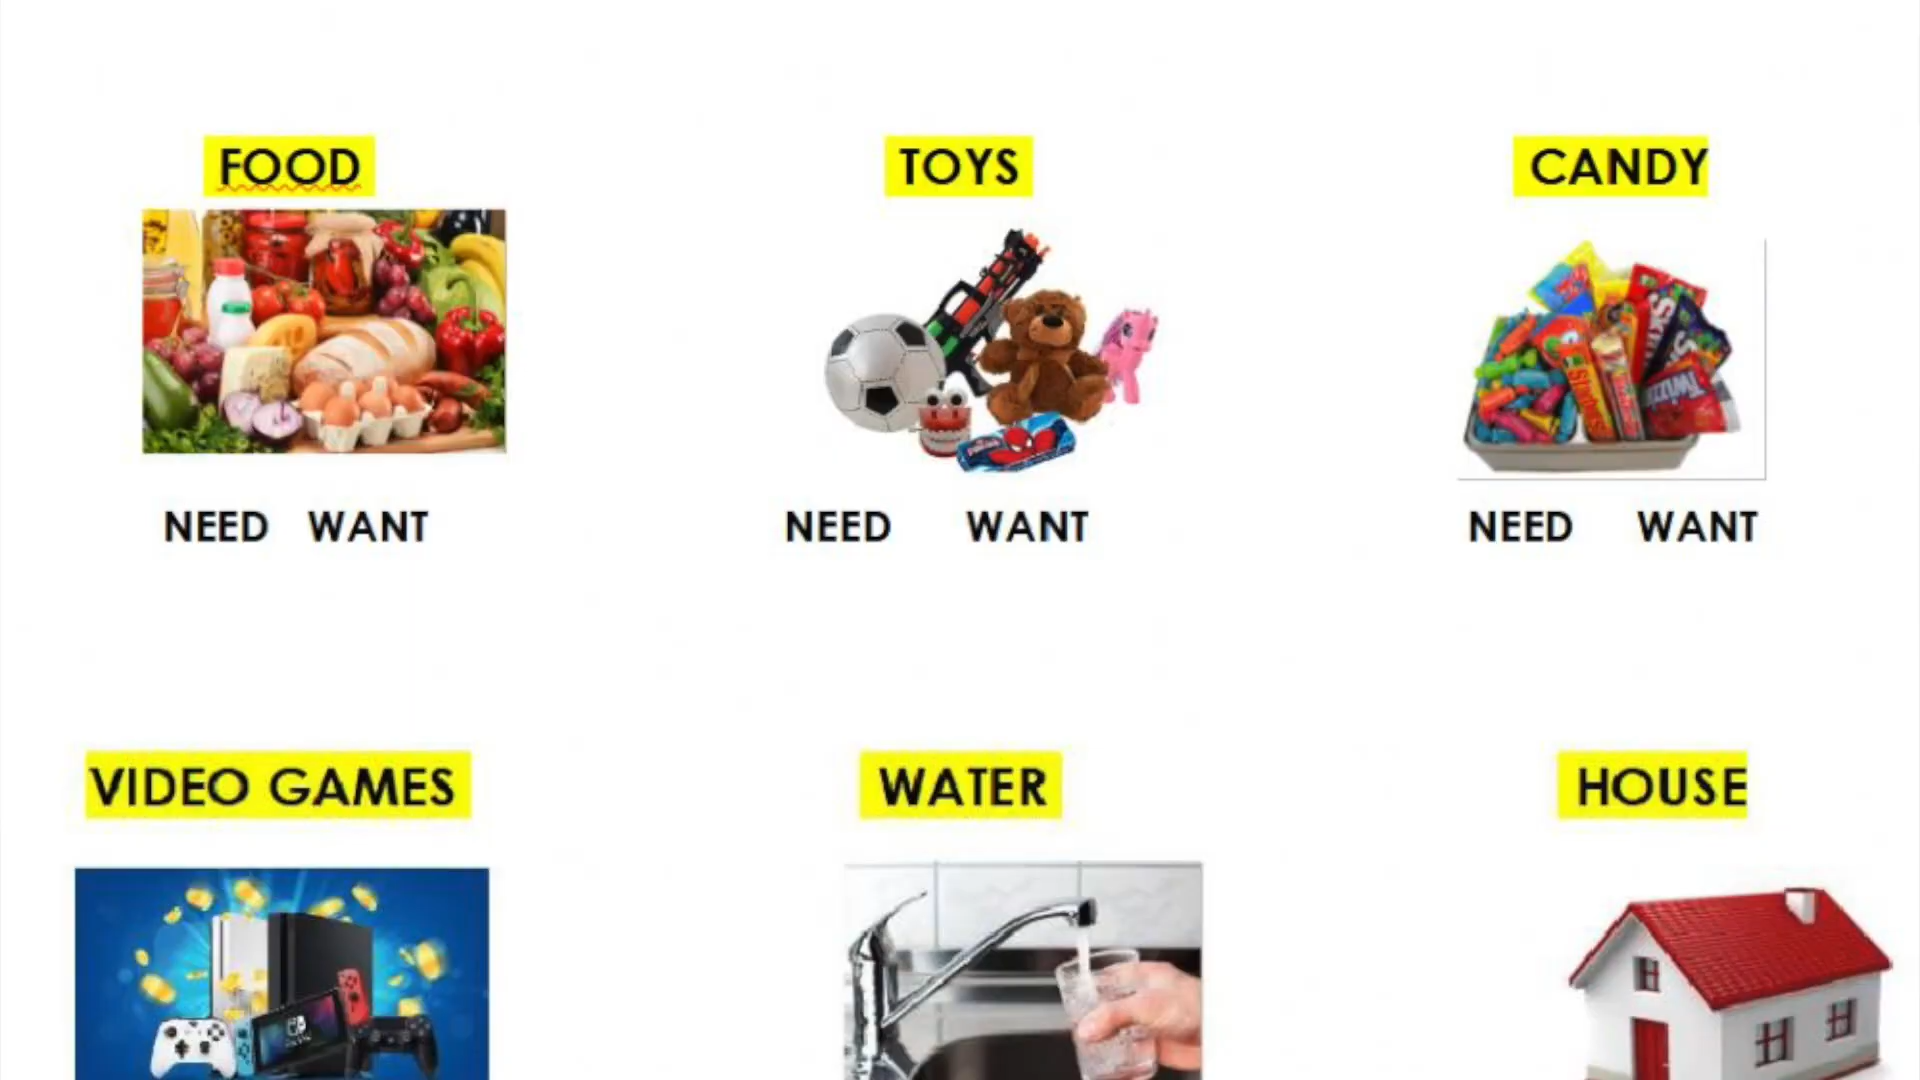 FOOD
TOYS
CANDY
NEED WANT
NEED WANT
NEED WANT
VIDEO GAMES
WATER
HOUSE